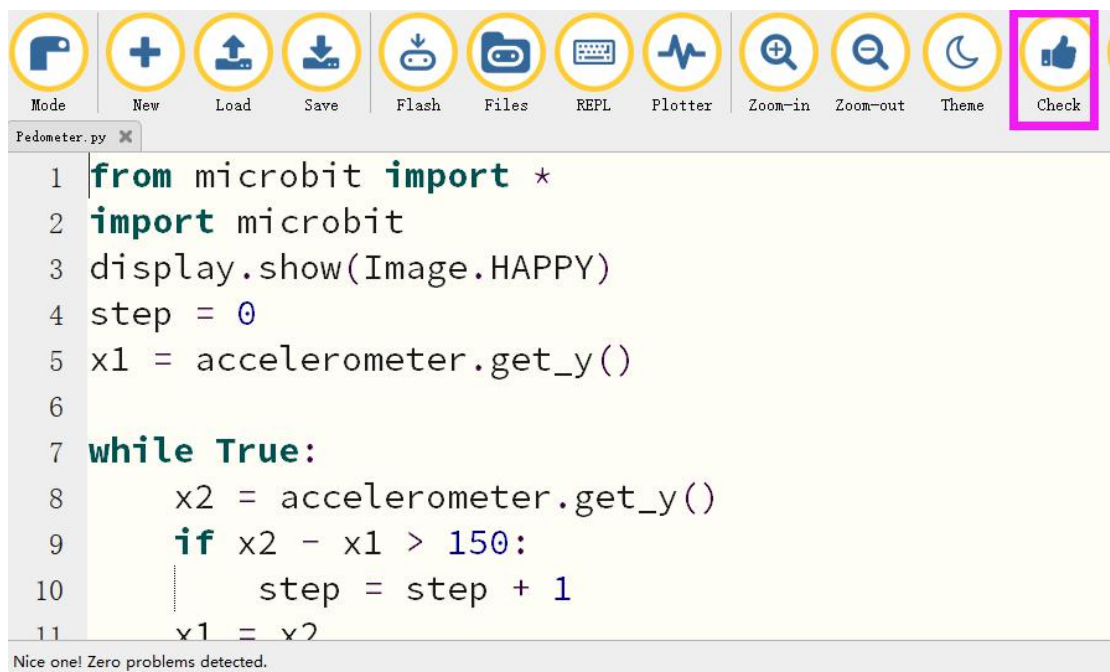 Mode New Load Save Flash Files REPL Plotter Zoom-in Zoom-out Theme Check
Pedometer.py
1 from microbit import *
2 import microbit
3 display.show(Image.HAPPY)
4 step = 0
5 x1 = accelerometer.get_y()
6
7 while True:
8 x2 = accelerometer.get_y()
9 if x2 - x1 > 150:
10 step = step + 1
11 x1 = x2
Nice one! Zero problems detected.